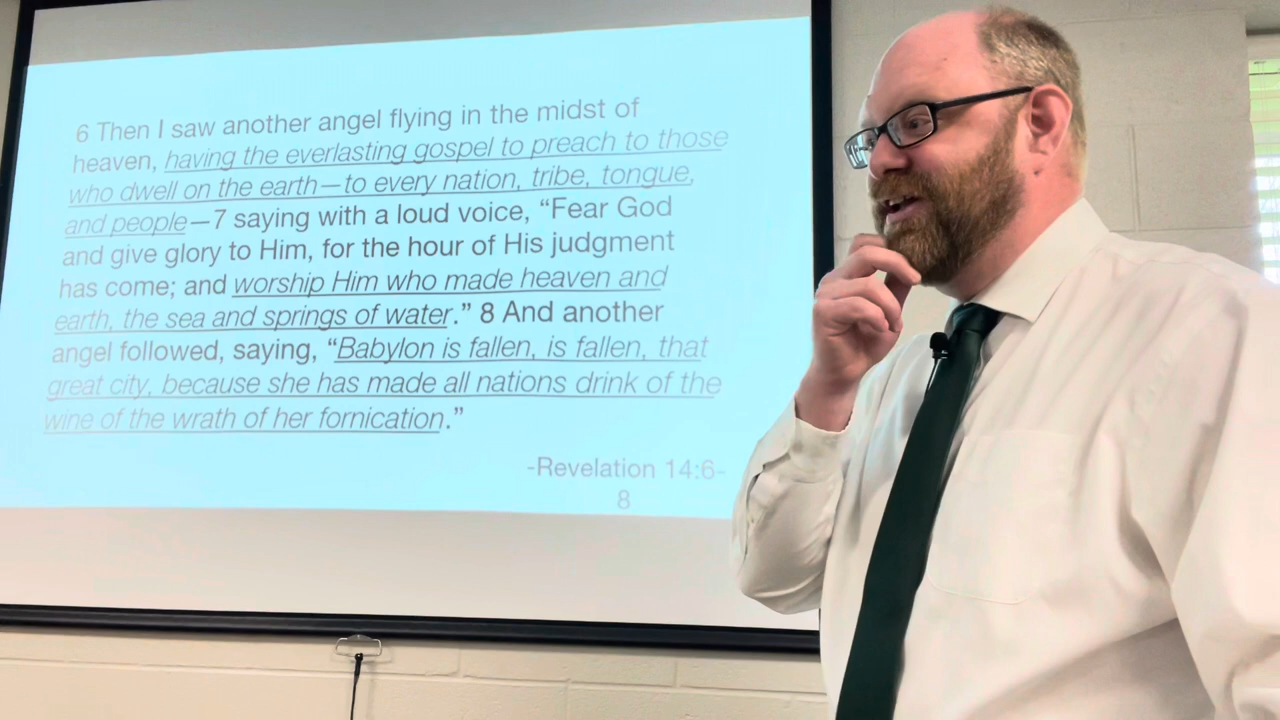 6 Then I saw another angel flying in the midst of
heaven, having the everlasting gospel to preach to those
who dwell on the earth—to every nation, tribe, tongue,
and people—7 saying with a loud voice, “Fear God
and give glory to Him, for the hour of His judgment
has come; and worship Him who made heaven and
earth, the sea and springs of water.” 8 And another
angel followed, saying, “Babylon is fallen, is fallen, that
great city, because she has made all nations drink of the
wine of the wrath of her fornication.”
-Revelation 14:6-
8